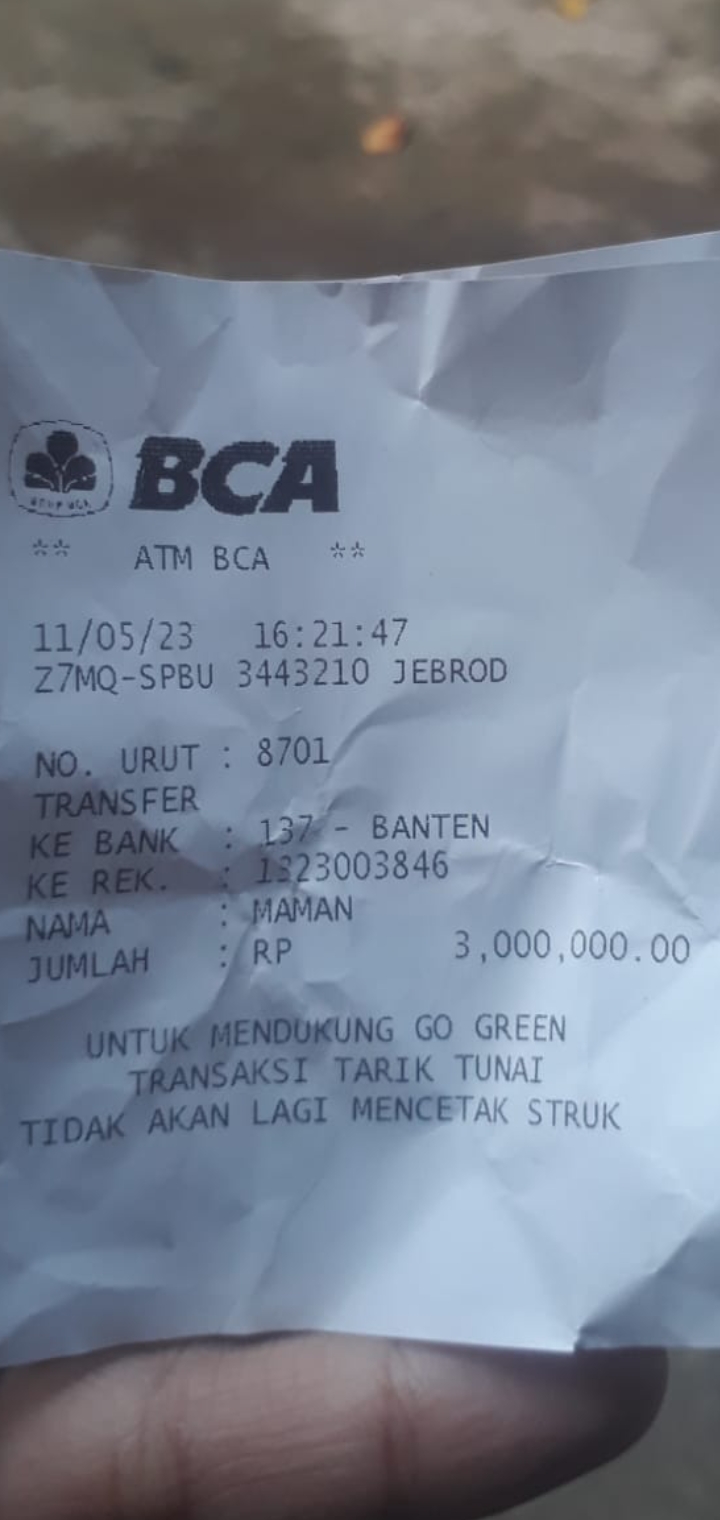 BCA
** ATM BCA **
11/05/23 16:21:47
Z7MQ-SPBU 3443210 JEBROD
NO. URUT : 8701
TRANSFER
KE BANK : 137 - BANTEN
KE REK. : 1323003846
NAMA : MAMAN
JUMLAH : RP 3,000,000.00
UNTUK MENDUKUNG GO GREEN
TRANSAKSI TARIK TUNAI
TIDAK AKAN LAGI MENCETAK STRUK